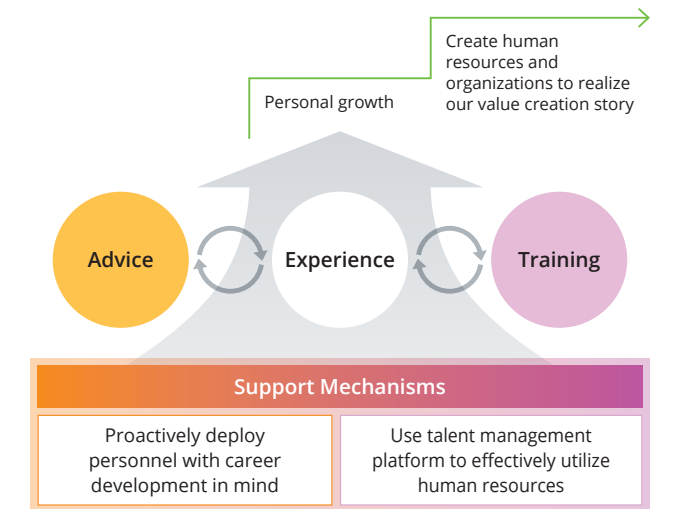 Create human
resources and
organizations to realize
our value creation story
Personal growth
Advice
Experience
Training
Support Mechanisms
Proactively deploy
personnel with career
development in mind
Use talent management
platform to effectively utilize
human resources